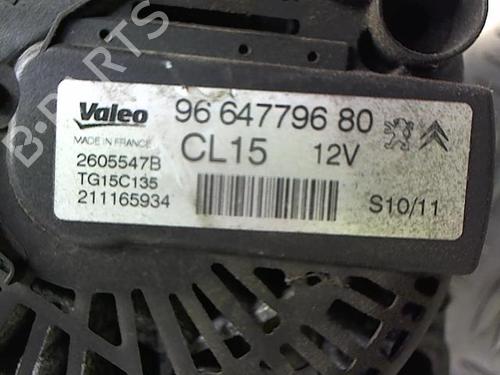 Valeo 96 647796 80
MADE IN FRANCE
CL15 12V
2605547B
TG15C135
211165934
S10/11
B-PARTS